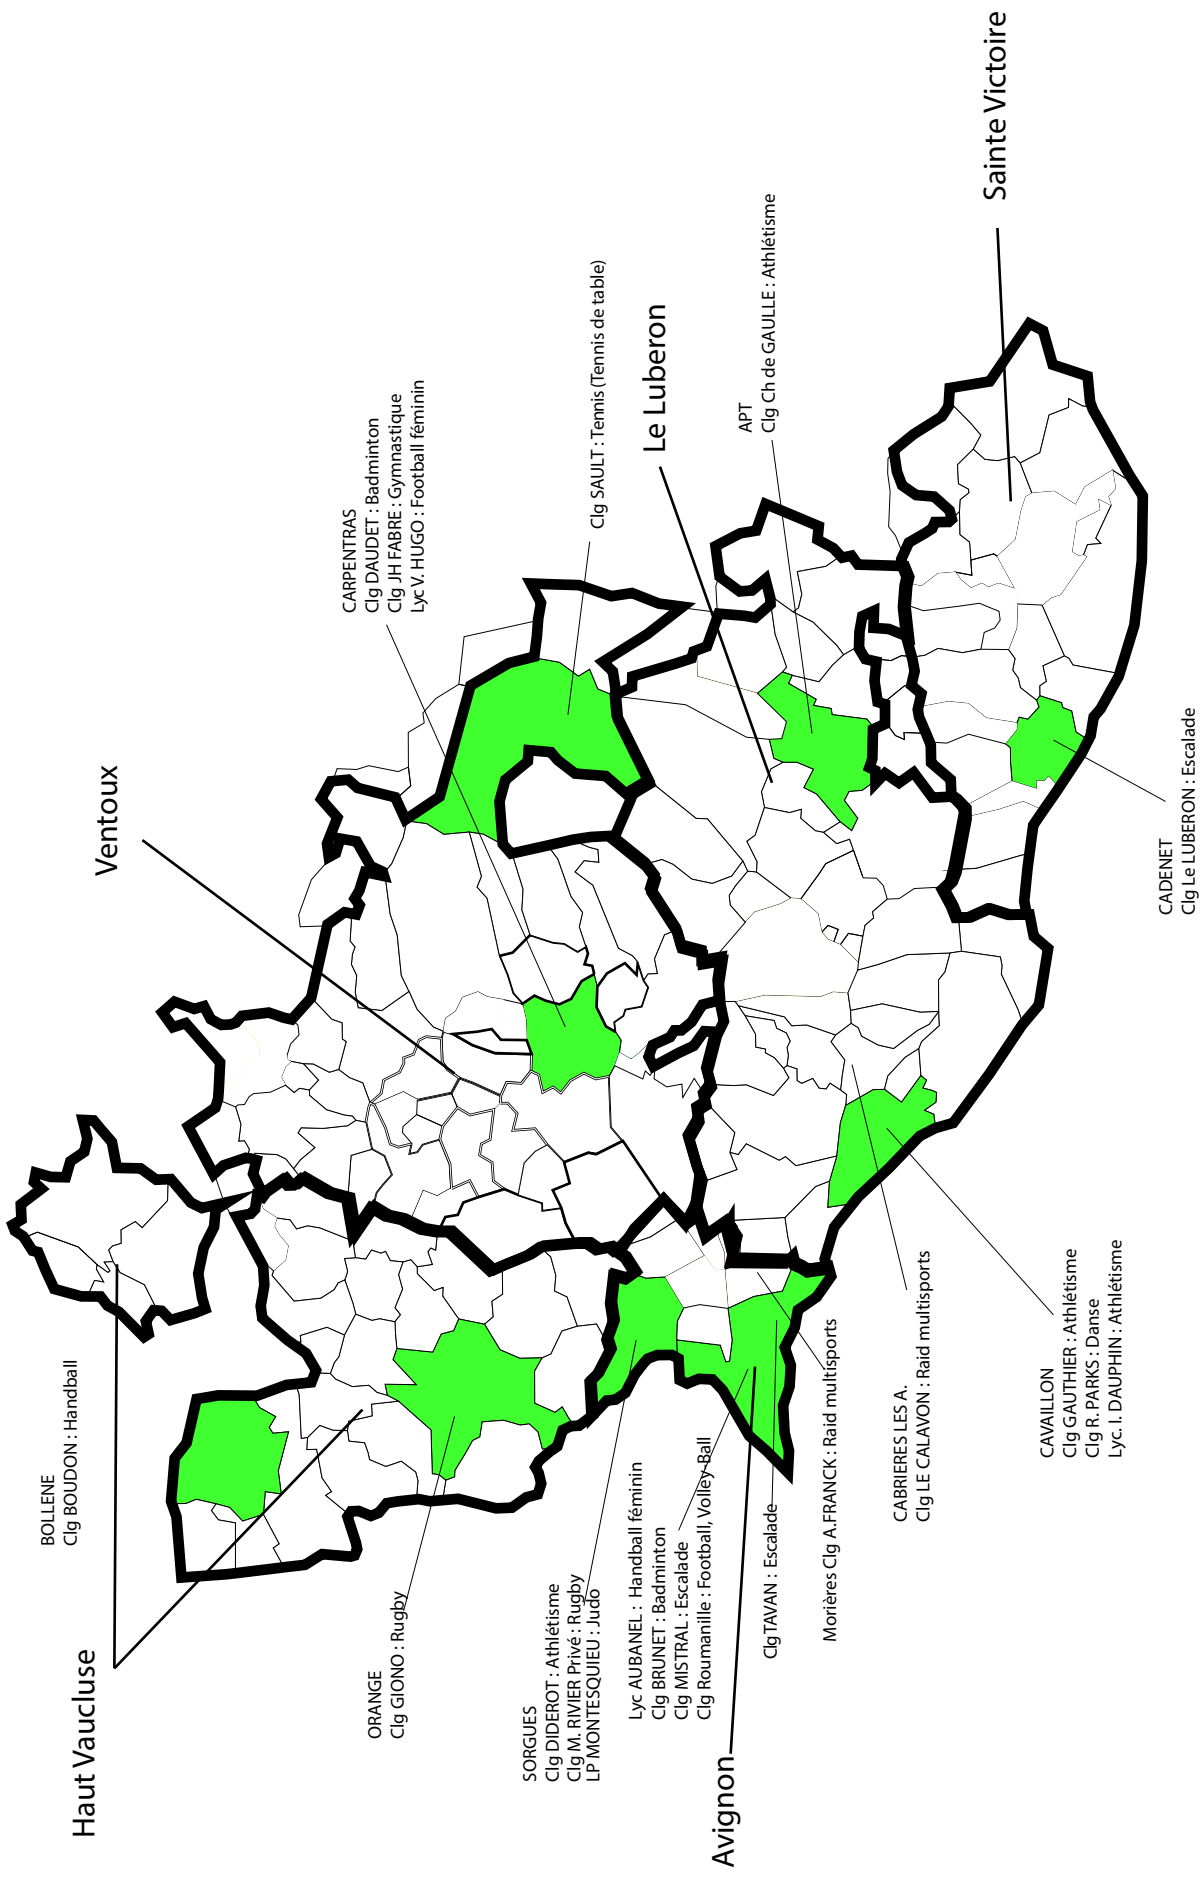 Haut Vaucluse
BOLLENE
Clg BOUDON : Handball
Ventoux
ORANGE
Clg GIONO : Rugby
CARPENTRAS
Clg DAUDET : Badminton
Clg JH FABRE : Gymnastique
Lyc V. HUGO : Football féminin
SORGUES
Clg DIDEROT : Athlétisme
Clg M. RIVIER Privé : Rugby
LP MONTESQUIEU : Judo
Clg SAULT : Tennis (Tennis de table)
Lyc AUBANEL : Handball féminin
Clg BRUNET : Badminton
Clg MISTRAL : Escalade
Clg Roumanille : Football, Volley-Ball
Le Luberon
Avignon
APT
Clg Ch de GAULLE : Athlétisme
Clg TAVAN : Escalade
Morières Clg A.FRANCK : Raid multisports
CABRIERES LES A.
Clg LE CALAVON : Raid multisports
Sainte Victoire
CAVAILLON
Clg GAUTHIER : Athlétisme
Clg R. PARKS : Danse
Lyc. I. DAUPHIN : Athlétisme
CADENET
Clg Le LUBERON : Escalade